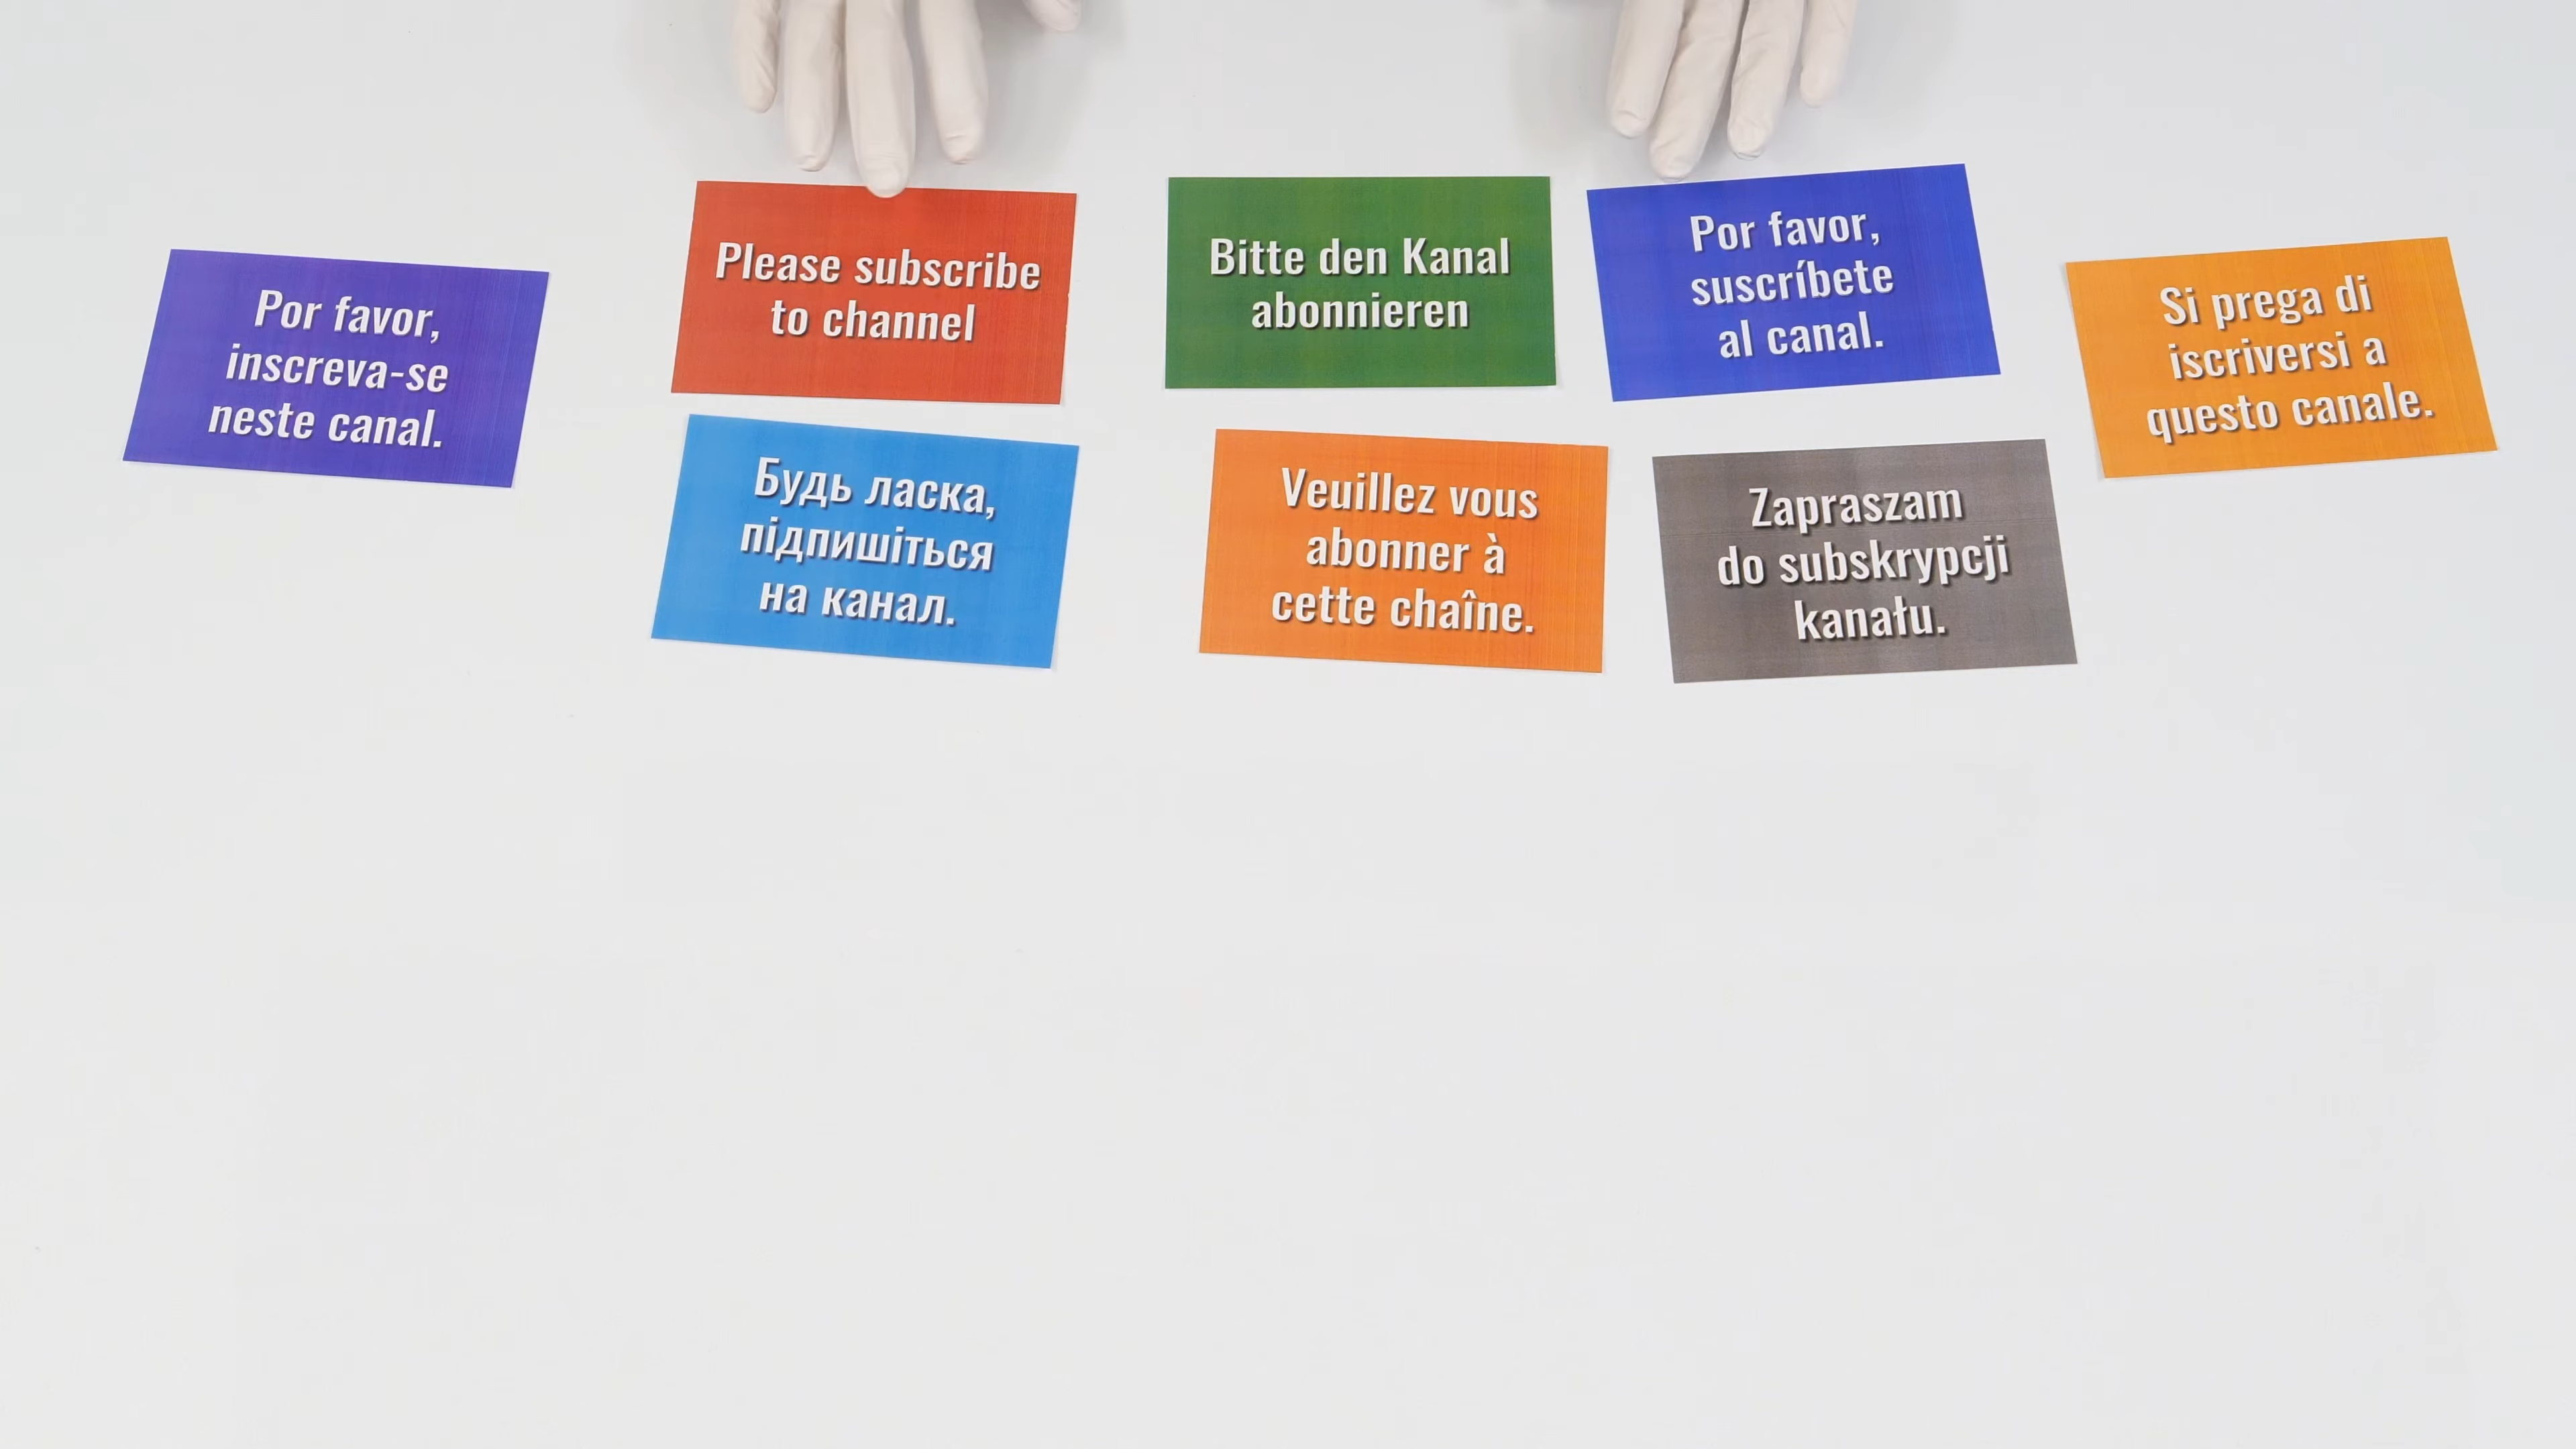 Por favor,
inscreva-se
neste canal.
Please subscribe
to channel
Bitte den Kanal
abonnieren
Por favor,
suscríbete
al canal.
Si prega di
iscriversi a
questo canale.
Будь ласка,
підпишіться
на канал.
Veuillez vous
abonner à
cette chaîne.
Zapraszam
do subskrypcji
kanału.